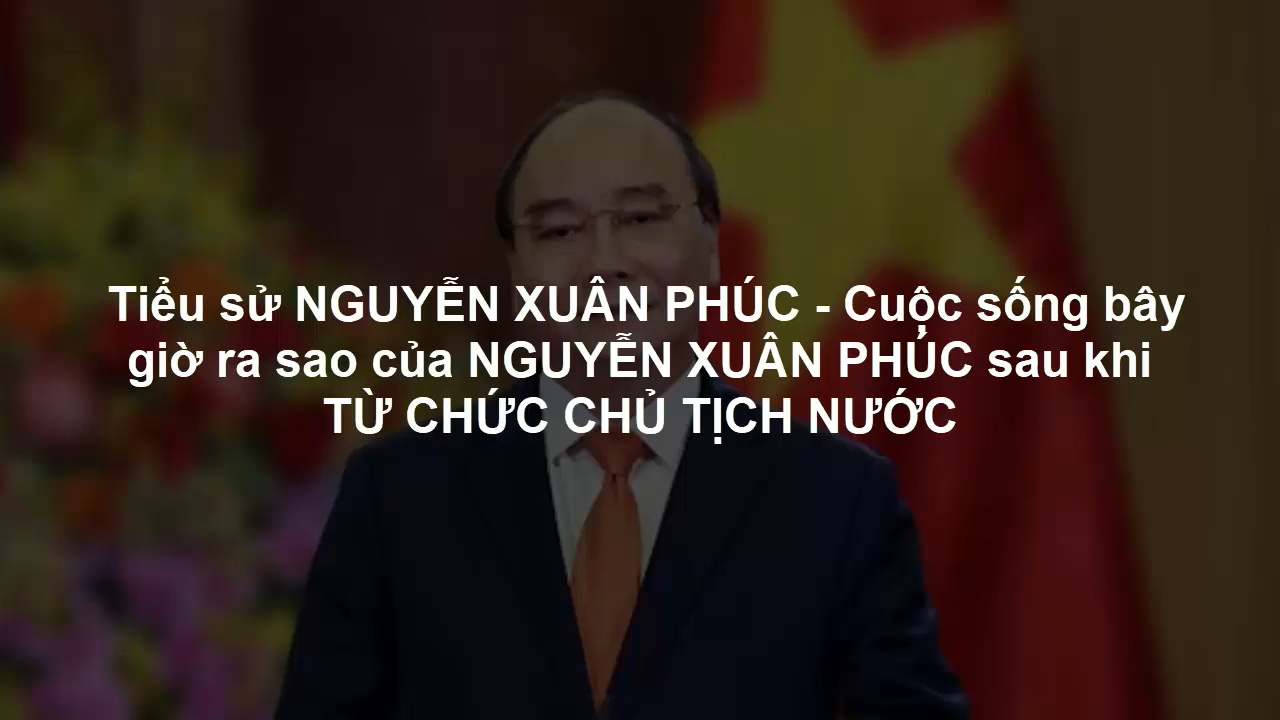 Tiểu sử NGUYỄN XUÂN PHÚC - Cuộc sống bây
giờ ra sao của NGUYỄN XUÂN PHÚC sau khi
TỪ CHỨC CHỦ TỊCH NƯỚC